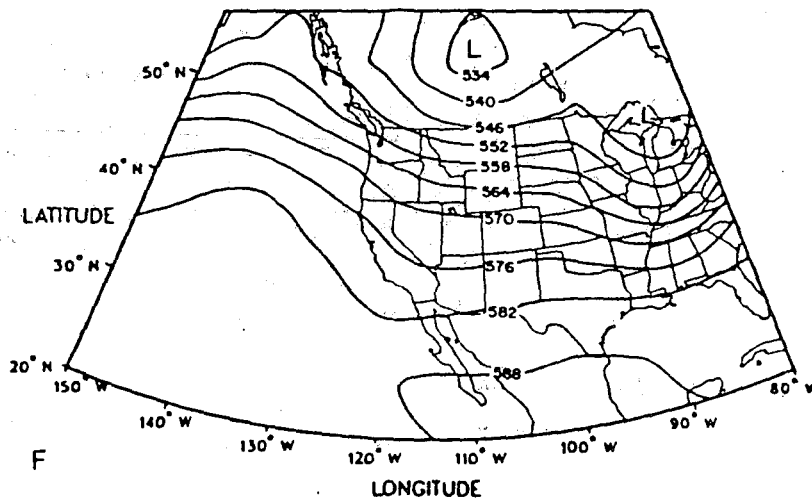 L
534
50° N
540
546
552
558
40° N
564
LATITUDE
570
30° N
576
582
20° N
588
150° W
80° W
140° W
90° W
130° W
120° W
110° W
100° W
F
LONGITUDE